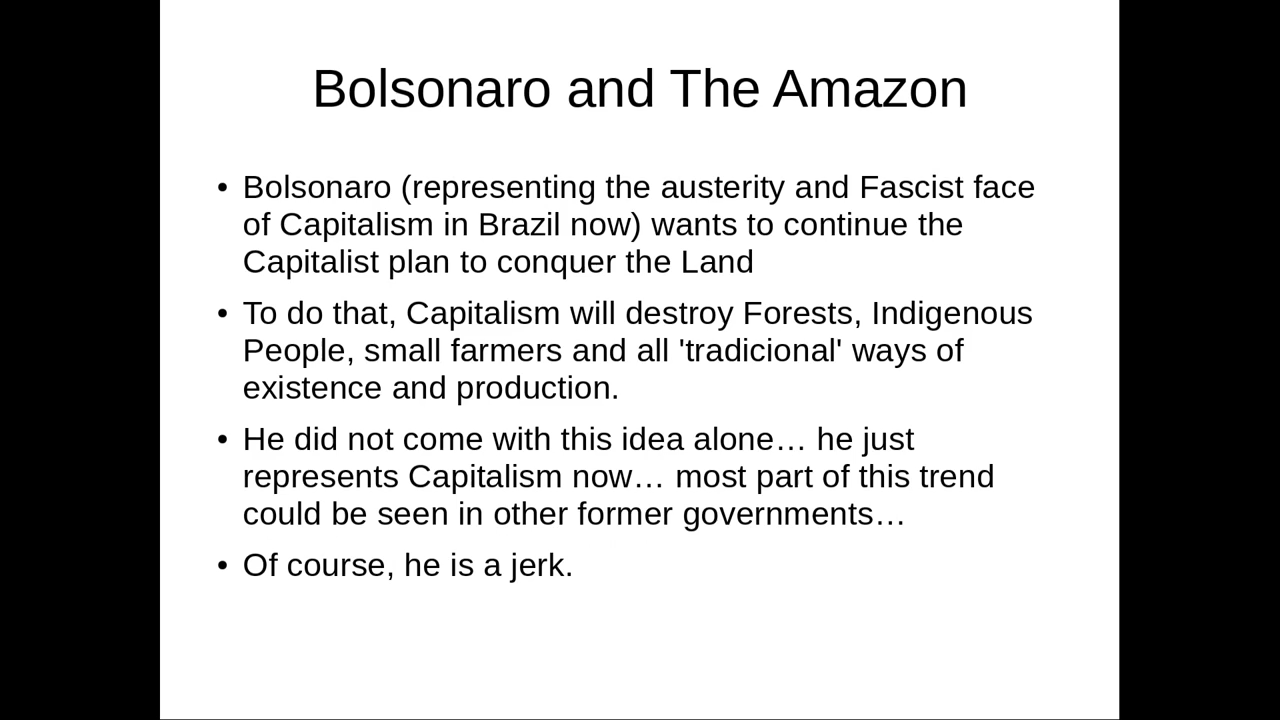 Bolsonaro and The Amazon
• Bolsonaro (representing the austerity and Fascist face
of Capitalism in Brazil now) wants to continue the
Capitalist plan to conquer the Land
• To do that, Capitalism will destroy Forests, Indigenous
People, small farmers and all 'tradicional' ways of
existence and production.
• He did not come with this idea alone… he just
represents Capitalism now… most part of this trend
could be seen in other former governments…
• Of course, he is a jerk.